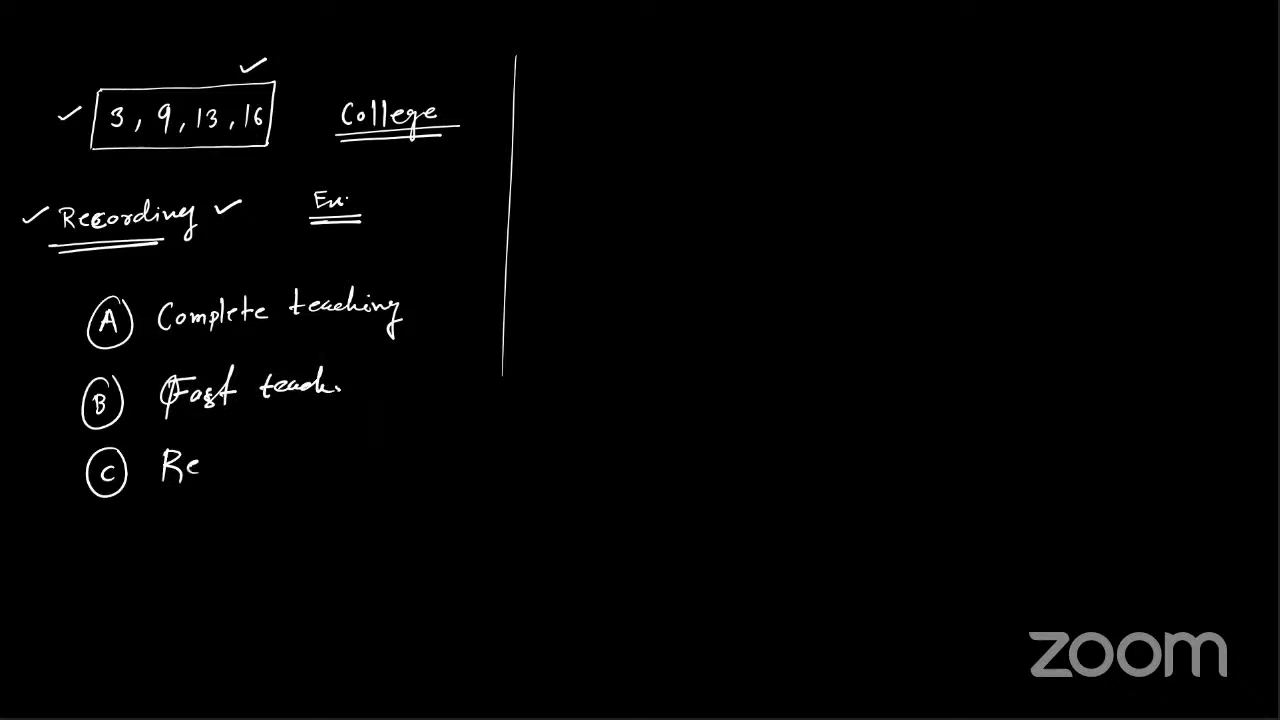 3, 9, 13, 16 College
Recording En.
A Complete teaching
B Fast teach.
C Re
zoom